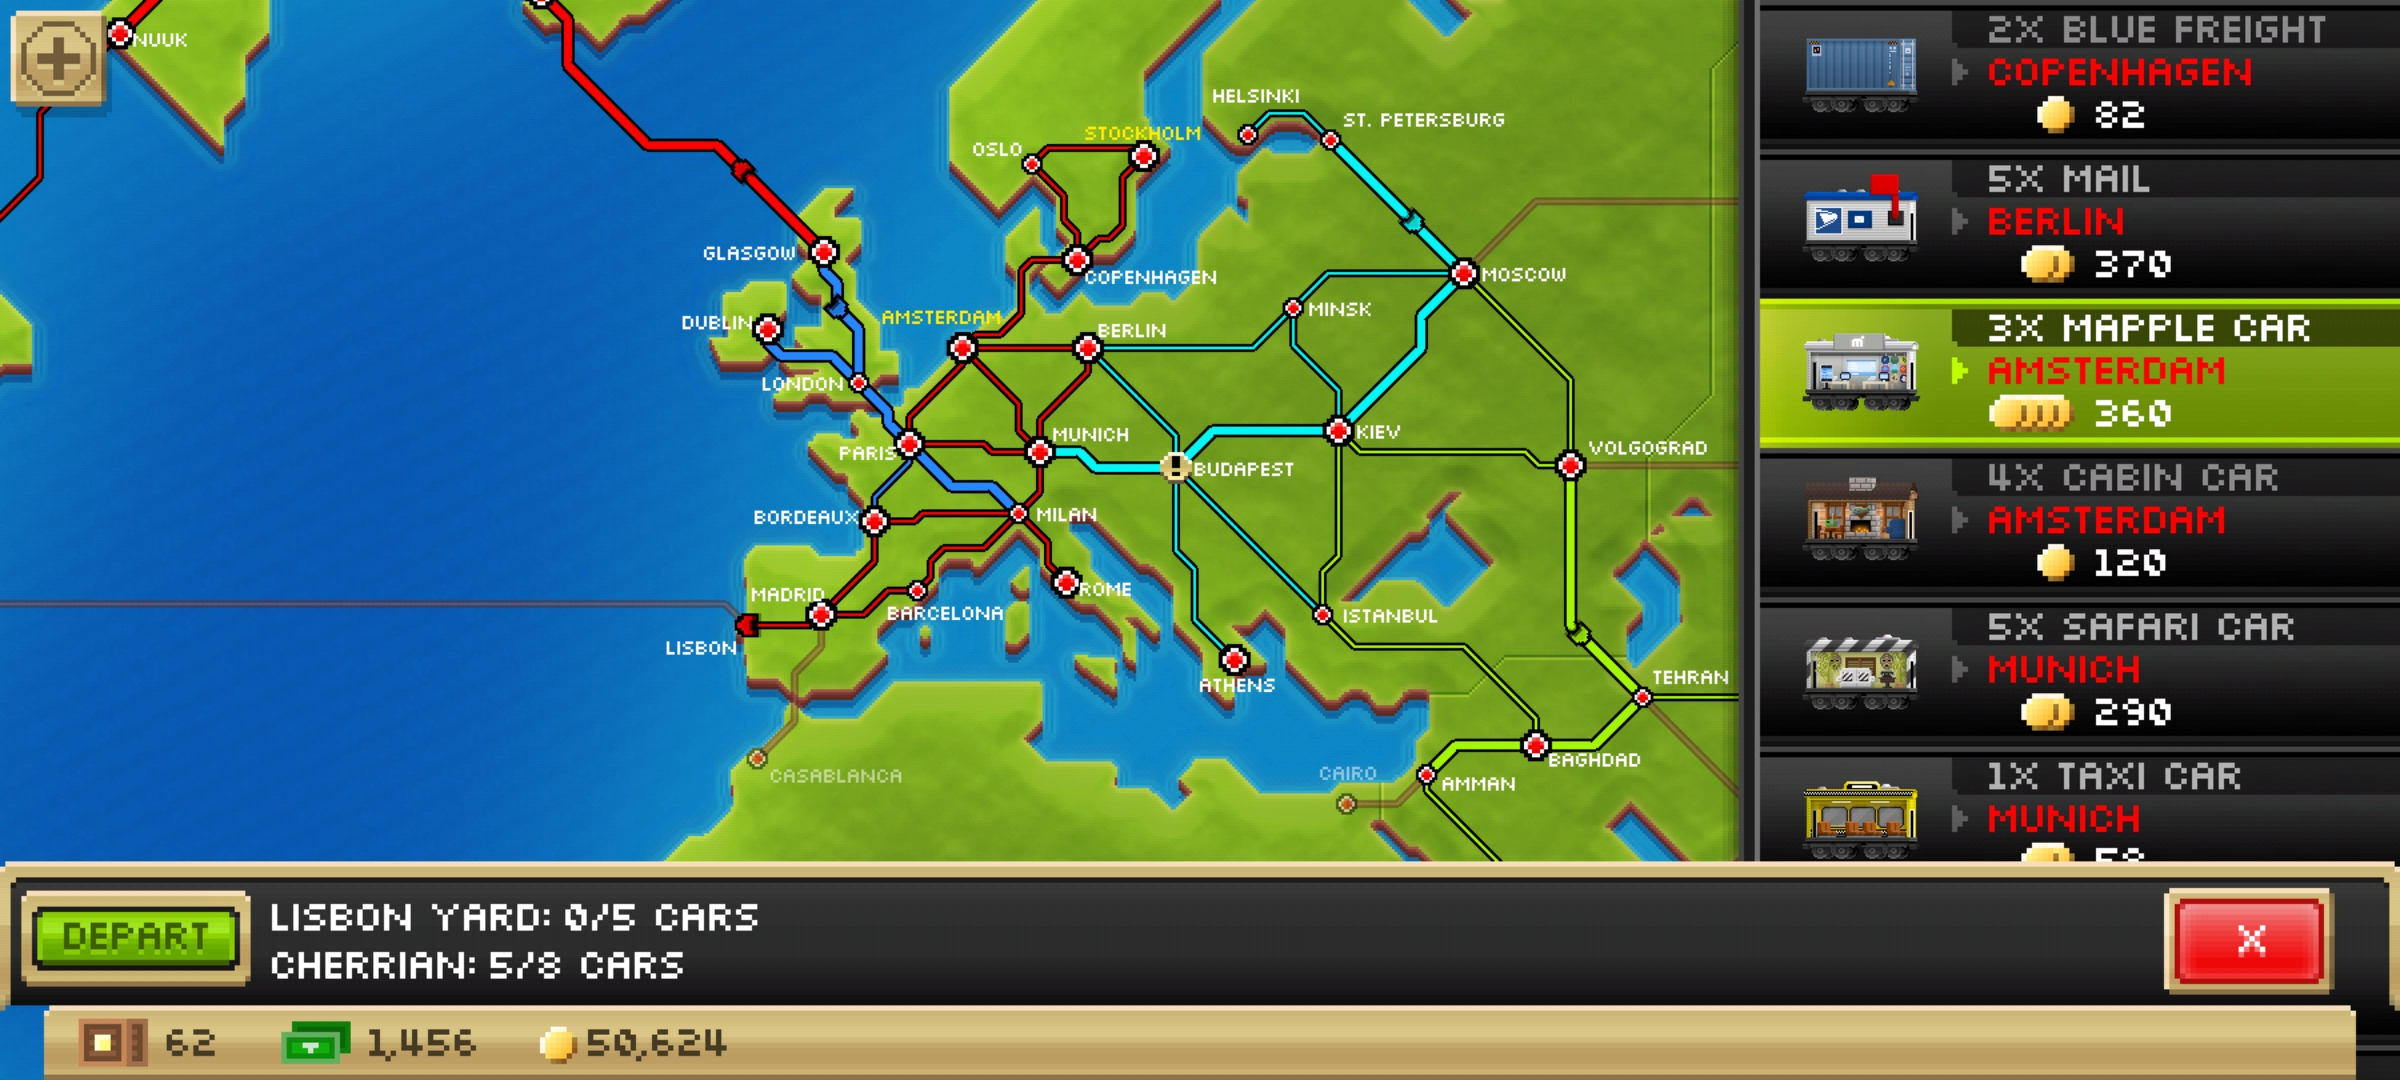 NUUK
HELSINKI
ST. PETERSBURG
STOCKHOLM
OSLO
GLASGOW
COPENHAGEN
MOSCOW
DUBLIN
AMSTERDAM
BERLIN
MINSK
LONDON
PARIS
MUNICH
BUDAPEST
KIEV
VOLGOGRAD
BORDEAUX
MILAN
MADRID
BARCELONA
ROME
ISTANBUL
LISBON
ATHENS
TEHRAN
CASABLANCA
CAIRO
AMMAN
BAGHDAD
2X BLUE FREIGHT
COPENHAGEN
82
5X MAIL
BERLIN
370
3X MAPPLE CAR
AMSTERDAM
360
4X CABIN CAR
AMSTERDAM
120
5X SAFARI CAR
MUNICH
290
1X TAXI CAR
MUNICH
DEPART
LISBON YARD: 0/5 CARS
CHERRIAN: 5/8 CARS
X
62
1,456
50,624